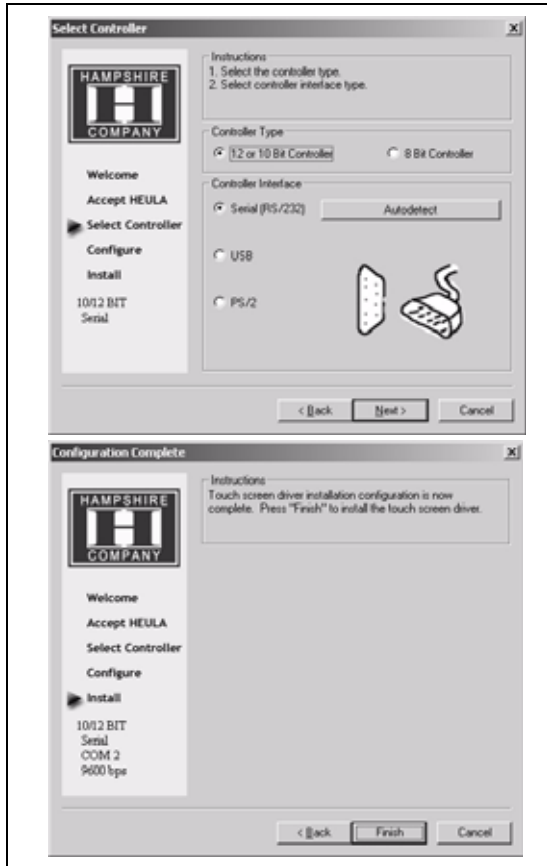 Select Controller
HAMPSHIRE
H
COMPANY
Welcome
Accept HEULA
Select Controller
Configure
Install
10/12 BIT
Serial
Instructions
1. Select the controller type.
2. Select controller interface type.
Controller Type
12 or 10 Bit Controller 8 Bit Controller
Controller Interface
Serial (RS/232) Autodetect
USB
PS/2
< Back Next > Cancel
Configuration Complete
HAMPSHIRE
H
COMPANY
Welcome
Accept HEULA
Select Controller
Configure
Install
10/12 BIT
Serial
COM 2
9600 bps
Instructions
Touch screen driver installation configuration is now
complete. Press "Finish" to install the touch screen driver.
< Back Finish Cancel